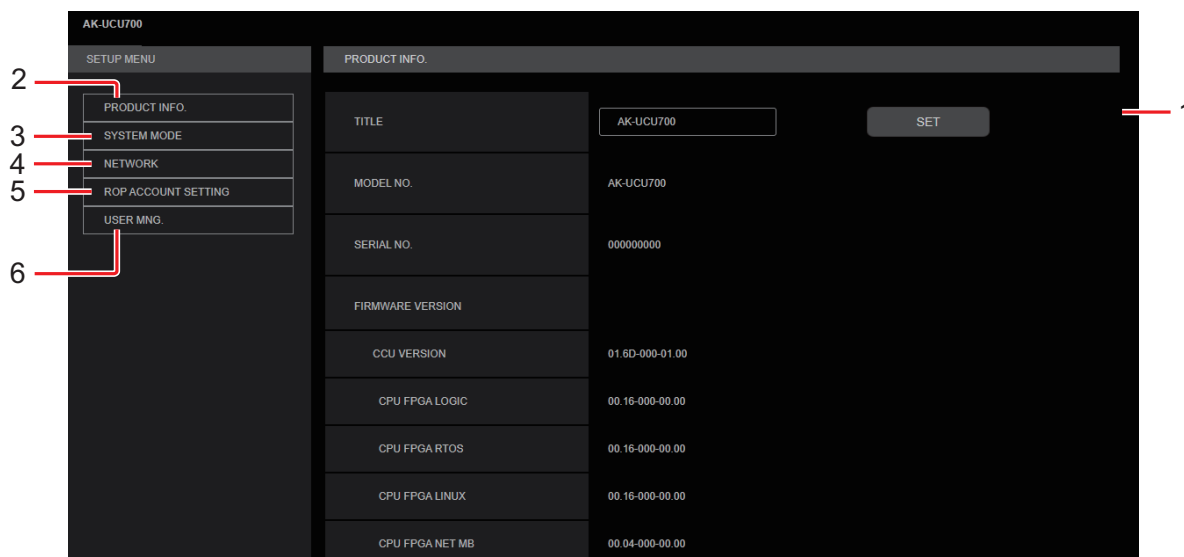 AK-UCU700
SETUP MENU
PRODUCT INFO.
2
PRODUCT INFO.
3
SYSTEM MODE
4
NETWORK
5
ROP ACCOUNT SETTING
USER MNG.
6
TITLE AK-UCU700 SET
1
MODEL NO. AK-UCU700
SERIAL NO. 000000000
FIRMWARE VERSION
CCU VERSION 01.6D-000-01.00
CPU FPGA LOGIC 00.16-000-00.00
CPU FPGA RTOS 00.16-000-00.00
CPU FPGA LINUX 00.16-000-00.00
CPU FPGA NET MB 00.04-000-00.00